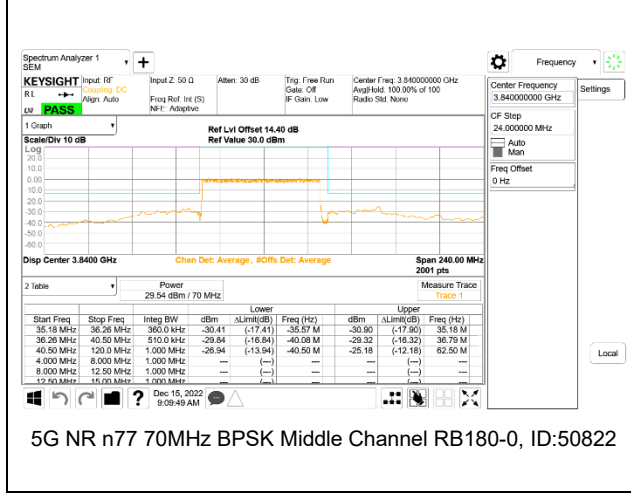 Spectrum Analyzer 1
SEM
Frequency
KEYSIGHT Input: RF Input Z: 50 Ω Atten: 30 dB Trig: Free Run Center Freq: 3.840000000 GHz
RL Coupling: DC Gate: Off Avg|Hold: 100.00% of 100
Align: Auto Freq Ref: Int (S) IF Gain: Low Radio Std: None
PASS NFE: Adaptive
Center Frequency
3.840000000 GHz
Settings
CF Step
24.000000 MHz
Auto
Man
Freq Offset
0 Hz
Local
1 Graph
Ref Lvl Offset 14.40 dB
Scale/Div 10 dB Ref Value 30.0 dBm
Log
20.0
10.0
0.00
-10.0
-20.0
-30.0
-40.0
-50.0
-60.0
Disp Center 3.8400 GHz Chan Det: Average, #Offs Det: Average Span 240.00 MHz
2001 pts
2 Table Power Measure Trace
29.54 dBm / 70 MHz Trace 1
Lower Upper
Start Freq Stop Freq Integ BW dBm ΔLimit(dB) Freq (Hz) dBm ΔLimit(dB) Freq (Hz)
35.18 MHz 36.26 MHz 360.0 kHz -30.41 (-17.41) -35.57 M -30.90 (-17.90) 35.18 M
36.26 MHz 40.50 MHz 510.0 kHz -29.84 (-16.84) -40.08 M -29.32 (-16.32) 36.79 M
40.50 MHz 120.0 MHz 1.000 MHz -26.94 (-13.94) -40.50 M -25.18 (-12.18) 62.50 M
4.000 MHz 8.000 MHz 1.000 MHz --- (---) --- --- (---) ---
8.000 MHz 12.50 MHz 1.000 MHz --- (---) --- --- (---) ---
12.50 MHz 15.00 MHz 1.000 MHz --- (---) --- --- (---) ---
Dec 15, 2022
9:09:49 AM
5G NR n77 70MHz BPSK Middle Channel RB180-0, ID:50822